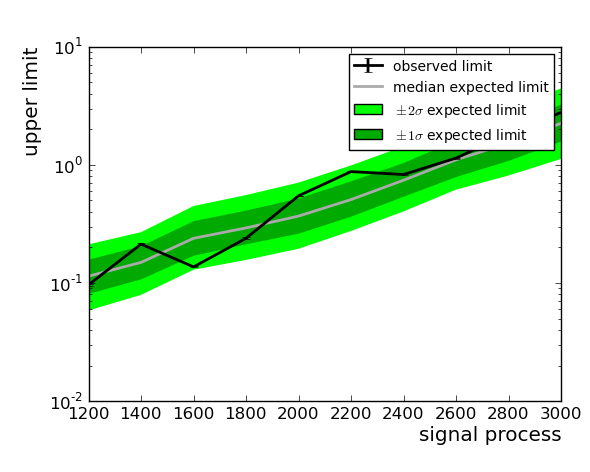 upper limit
10^1
10^0
10^-1
10^-2
observed limit
median expected limit
±2σ expected limit
±1σ expected limit
1200 1400 1600 1800 2000 2200 2400 2600 2800 3000
signal process